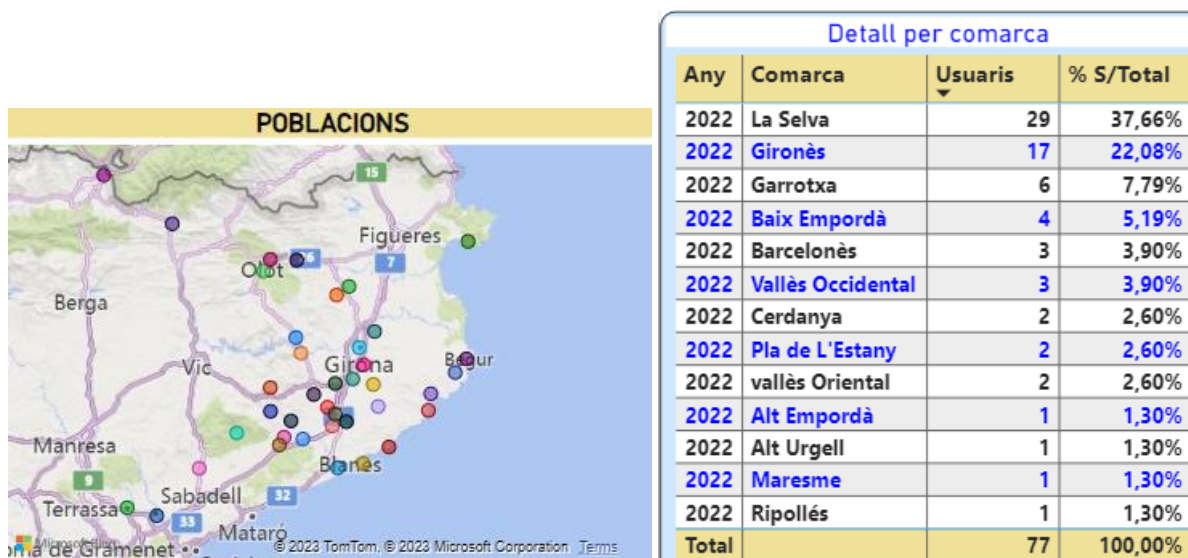 POBLACIONS
15
Figueres
26
Olot
7
Berga
Girona
Begur
Vic
Manresa
Blanes
9
Sabadell
32
Terrassa
33
Mataró
oma de Gramenet
© 2023 TomTom, © 2023 Microsoft Corporation Terms
Detall per comarca
Any Comarca Usuaris % S/Total
2022 La Selva 29 37,66%
2022 Gironès 17 22,08%
2022 Garrotxa 6 7,79%
2022 Baix Empordà 4 5,19%
2022 Barcelonès 3 3,90%
2022 Vallès Occidental 3 3,90%
2022 Cerdanya 2 2,60%
2022 Pla de L'Estany 2 2,60%
2022 vallès Oriental 2 2,60%
2022 Alt Empordà 1 1,30%
2022 Alt Urgell 1 1,30%
2022 Maresme 1 1,30%
2022 Ripollés 1 1,30%
Total 77 100,00%